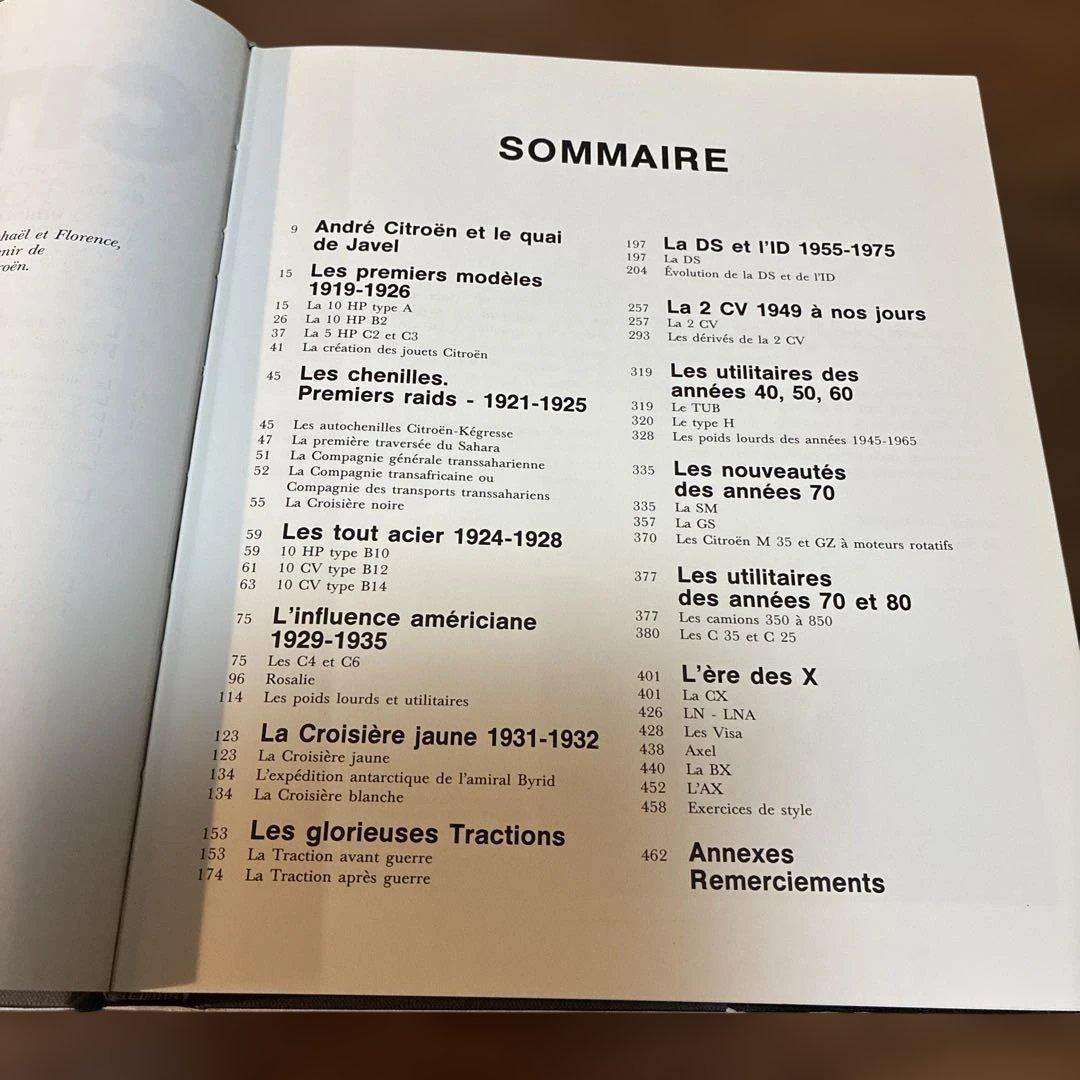 haël et Florence,
nir de
roën.
SOMMAIRE
9 André Citroën et le quai
de Javel
15 Les premiers modèles
1919-1926
15 La 10 HP type A
26 La 10 HP B2
37 La 5 HP C2 et C3
41 La création des jouets Citroën
45 Les chenilles.
Premiers raids - 1921-1925
45 Les autochenilles Citroën-Kégresse
47 La première traversée du Sahara
51 La Compagnie générale transsaharienne
52 La Compagnie transafricaine ou
Compagnie des transports transsahariens
55 La Croisière noire
59 Les tout acier 1924-1928
59 10 HP type B10
61 10 CV type B12
63 10 CV type B14
75 L'influence américiane
1929-1935
75 Les C4 et C6
96 Rosalie
114 Les poids lourds et utilitaires
123 La Croisière jaune 1931-1932
123 La Croisière jaune
134 L'expédition antarctique de l'amiral Byrid
134 La Croisière blanche
153 Les glorieuses Tractions
153 La Traction avant guerre
174 La Traction après guerre
197 La DS et l'ID 1955-1975
197 La DS
204 Évolution de la DS et de l'ID
257 La 2 CV 1949 à nos jours
257 La 2 CV
293 Les dérivés de la 2 CV
319 Les utilitaires des
années 40, 50, 60
319 Le TUB
320 Le type H
328 Les poids lourds des années 1945-1965
335 Les nouveautés
des années 70
335 La SM
357 La GS
370 Les Citroën M 35 et GZ à moteurs rotatifs
377 Les utilitaires
des années 70 et 80
377 Les camions 350 à 850
380 Les C 35 et C 25
401 L'ère des X
401 La CX
426 LN - LNA
428 Les Visa
438 Axel
440 La BX
452 L'AX
458 Exercices de style
462 Annexes
Remerciements